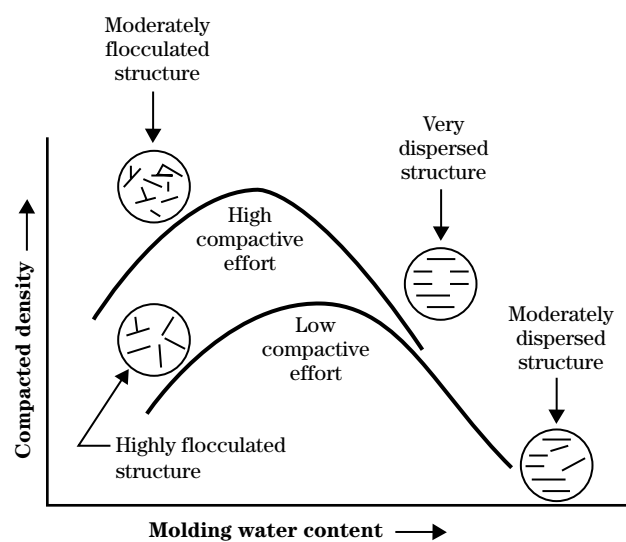 Moderately
flocculated
structure
Very
dispersed
structure
High
compactive
effort
Low
compactive
effort
Moderately
dispersed
structure
Highly flocculated
structure
Compacted density
Molding water content